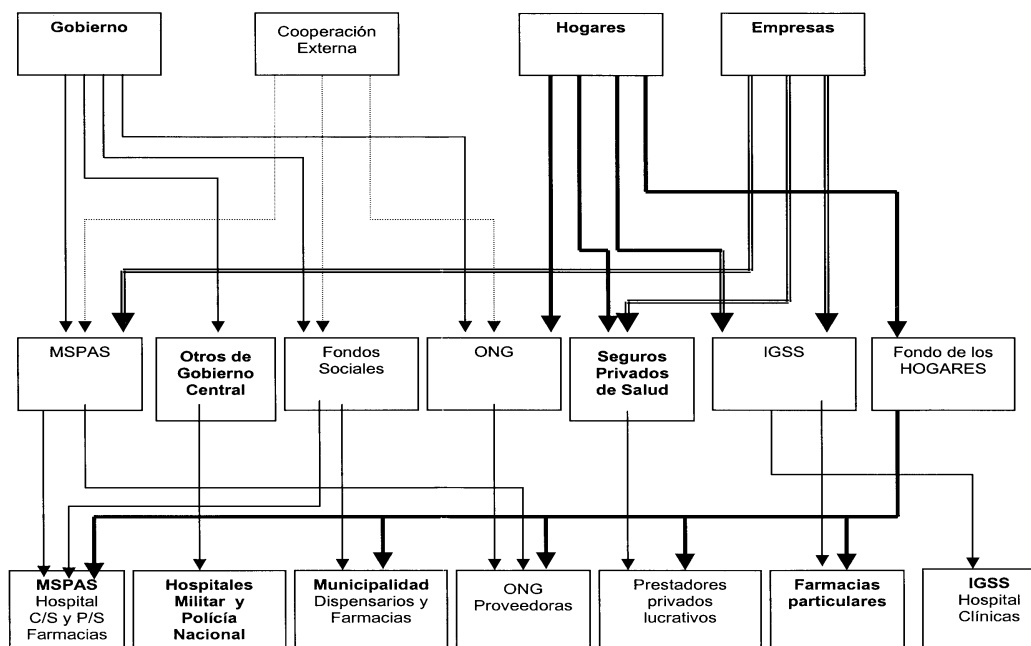 Gobierno
Cooperación
Externa
Hogares
Empresas
MSPAS
Otros de
Gobierno
Central
Fondos
Sociales
ONG
Seguros
Privados
de Salud
IGSS
Fondo de los
HOGARES
MSPAS
Hospital
C/S y P/S
Farmacias
Hospitales
Militar y
Polícía
Nacional
Municipalidad
Dispensarios y
Farmacias
ONG
Proveedoras
Prestadores
privados
lucrativos
Farmacias
particulares
IGSS
Hospital
Clínicas